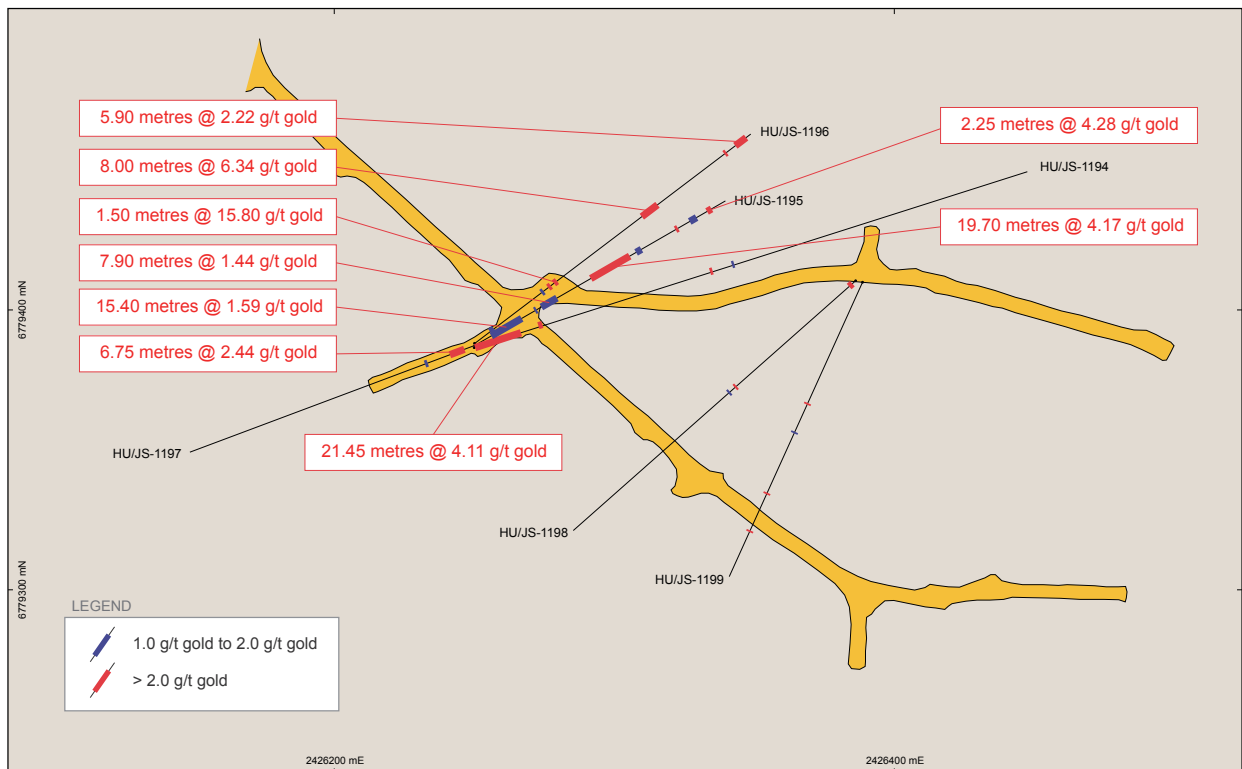 5.90 metres @ 2.22 g/t gold
8.00 metres @ 6.34 g/t gold
1.50 metres @ 15.80 g/t gold
7.90 metres @ 1.44 g/t gold
15.40 metres @ 1.59 g/t gold
6.75 metres @ 2.44 g/t gold
21.45 metres @ 4.11 g/t gold
2.25 metres @ 4.28 g/t gold
19.70 metres @ 4.17 g/t gold
HU/JS-1196
HU/JS-1194
HU/JS-1195
HU/JS-1197
HU/JS-1198
HU/JS-1199
6779400 mN
6779300 mN
LEGEND
1.0 g/t gold to 2.0 g/t gold
> 2.0 g/t gold
2426200 mE
2426400 mE